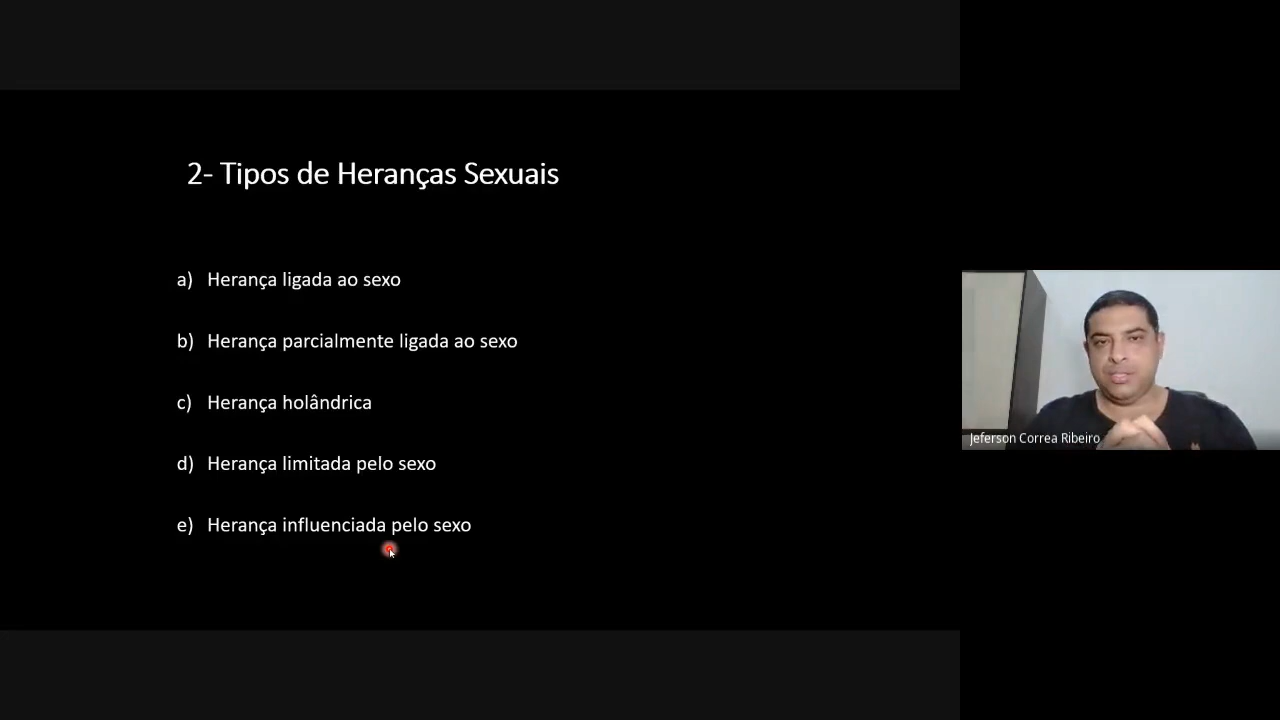 2- Tipos de Heranças Sexuais
a) Herança ligada ao sexo
b) Herança parcialmente ligada ao sexo
c) Herança holândrica
d) Herança limitada pelo sexo
e) Herança influenciada pelo sexo
Jeferson Correa Ribeiro